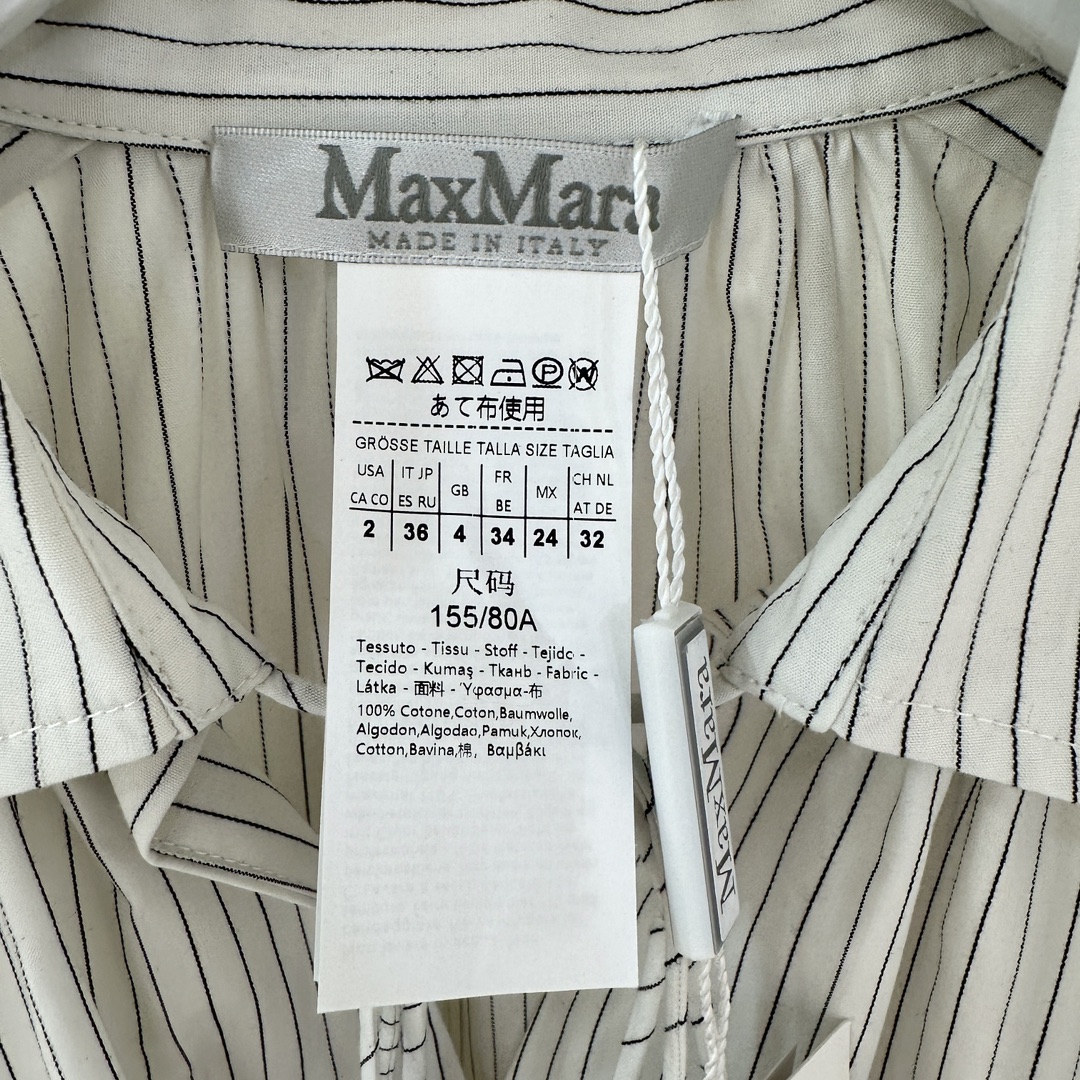 MaxMara
MADE IN ITALY
あて布使用
GRÖSSE TAILLE TALLA SIZE TAGLIA
USA IT JP GB FR MX CH NL
CA CO ES RU BE AT DE
2 36 4 34 24 32
尺码
155/80A
Tessuto - Tissu - Stoff - Tejido -
Tecido - Kumaş - Ткань - Fabric -
Látka - 面料 - Ύφασμα-布
100% Cotone,Coton,Baumwolle,
Algodon,Algodao,Pamuk,Хлопок,
Cotton,Bavina,棉, Βαμβάκι
MaxMara